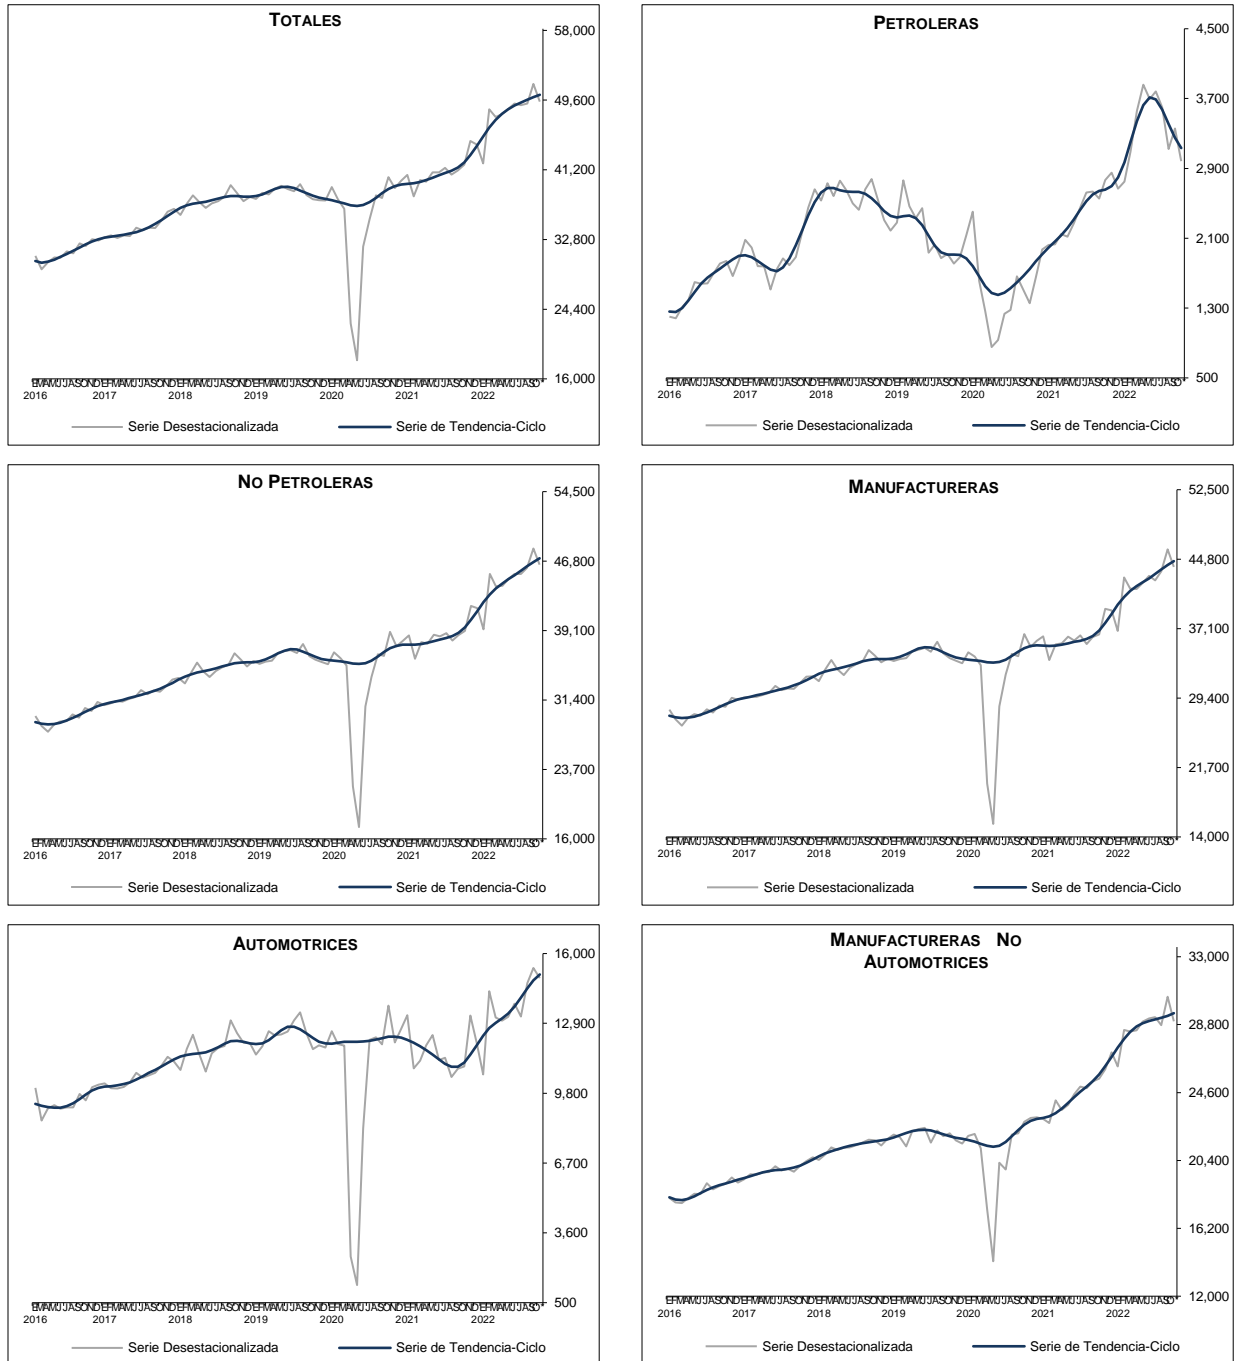 TOTALES
58,000
49,600
41,200
32,800
24,400
16,000
2016 2017 2018 2019 2020 2021 2022
Serie Desestacionalizada Serie de Tendencia-Ciclo
PETROLERAS
4,500
3,700
2,900
2,100
1,300
500
2016 2017 2018 2019 2020 2021 2022
Serie Desestacionalizada Serie de Tendencia-Ciclo
NO PETROLERAS
54,500
46,800
39,100
31,400
23,700
16,000
2016 2017 2018 2019 2020 2021 2022
Serie Desestacionalizada Serie de Tendencia-Ciclo
MANUFACTURERAS
52,500
44,800
37,100
29,400
21,700
14,000
2016 2017 2018 2019 2020 2021 2022
Serie Desestacionalizada Serie de Tendencia-Ciclo
AUTOMOTRICES
16,000
12,900
9,800
6,700
3,600
500
2016 2017 2018 2019 2020 2021 2022
Serie Desestacionalizada Serie de Tendencia-Ciclo
MANUFACTURERAS NO
AUTOMOTRICES
33,000
28,800
24,600
20,400
16,200
12,000
2016 2017 2018 2019 2020 2021 2022
Serie Desestacionalizada Serie de Tendencia-Ciclo